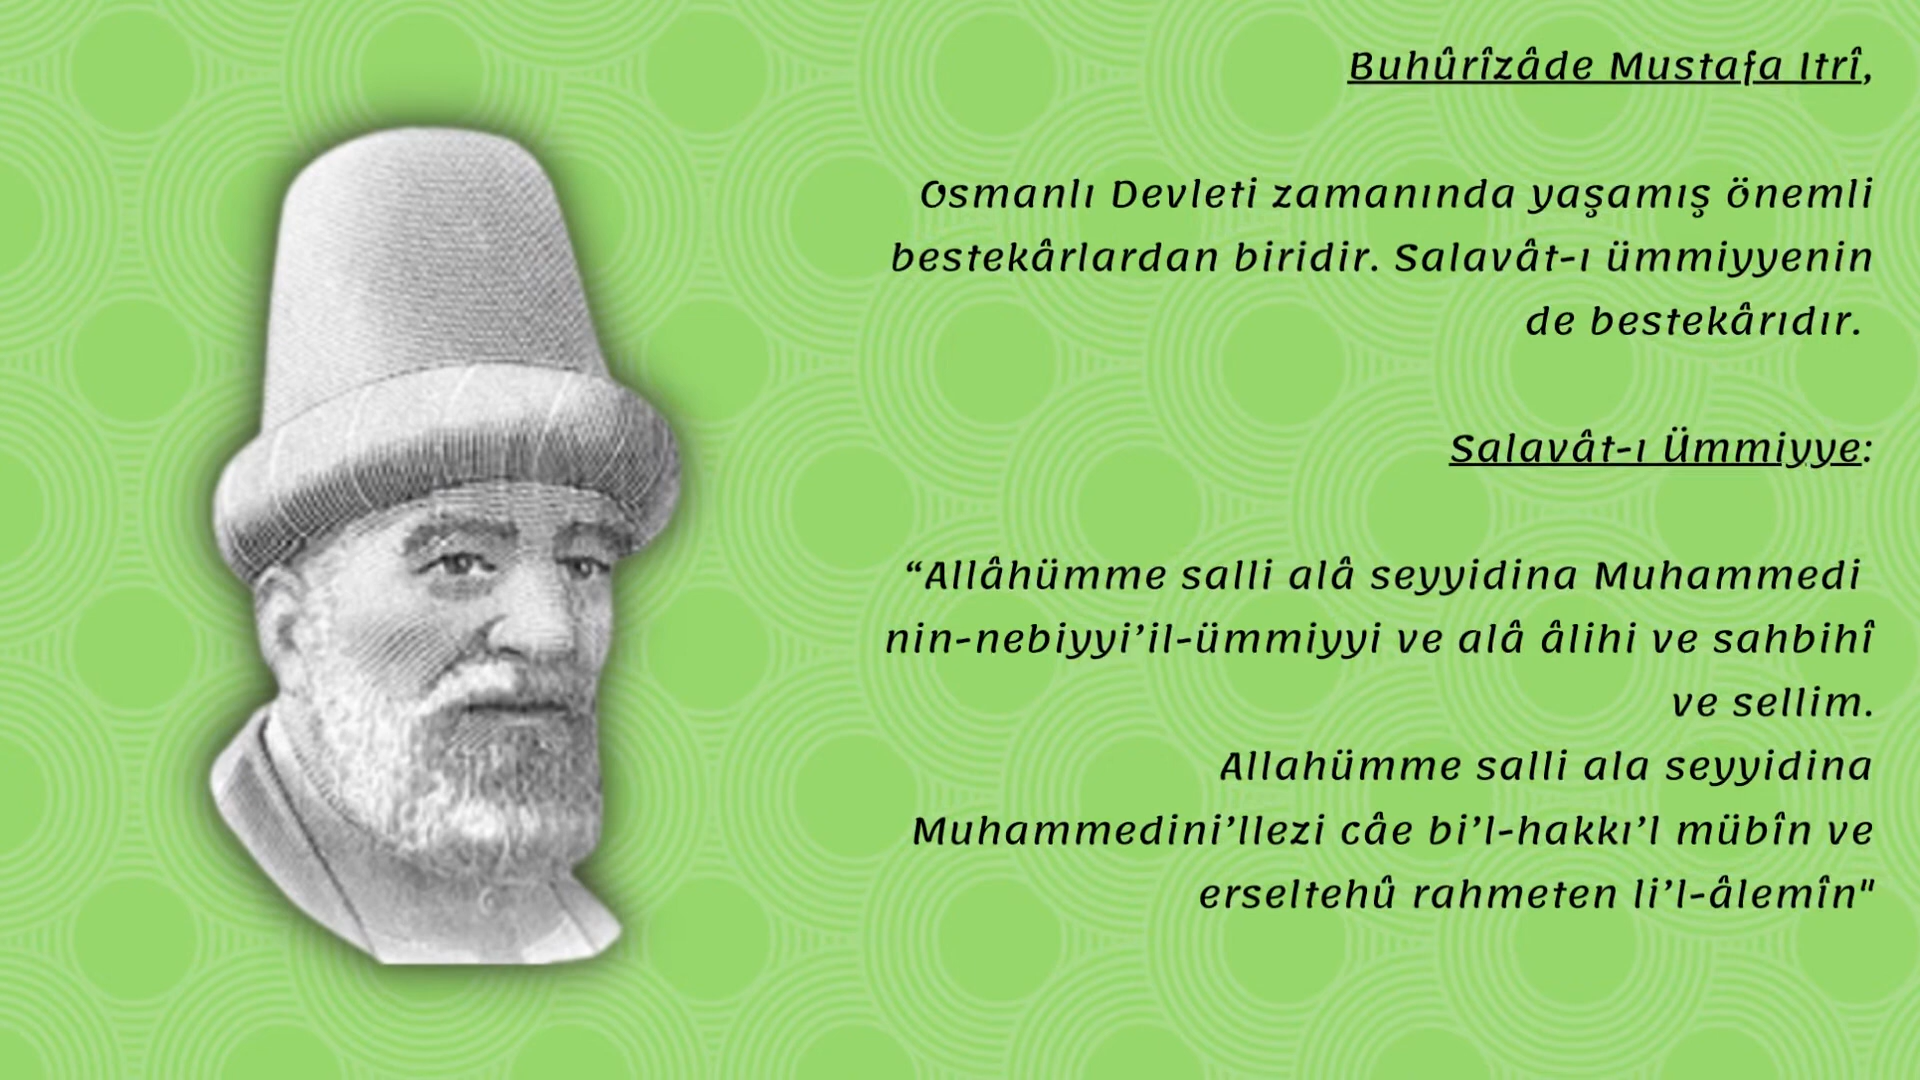 Buhûrîzâde Mustafa Itrî,
Osmanlı Devleti zamanında yaşamış önemli
bestekârlardan biridir. Salavât-ı ümmiyyenin
de bestekârıdır.
Salavât-ı Ümmiyye:
“Allâhümme salli alâ seyyidina Muhammedi
nin-nebiyyi’il-ümmiyyi ve alâ âlihi ve sahbihî
ve sellim.
Allahümme salli ala seyyidina
Muhammedini’llezi câe bi’l-hakkı’l mübîn ve
erseltehû rahmeten li’l-âlemîn"